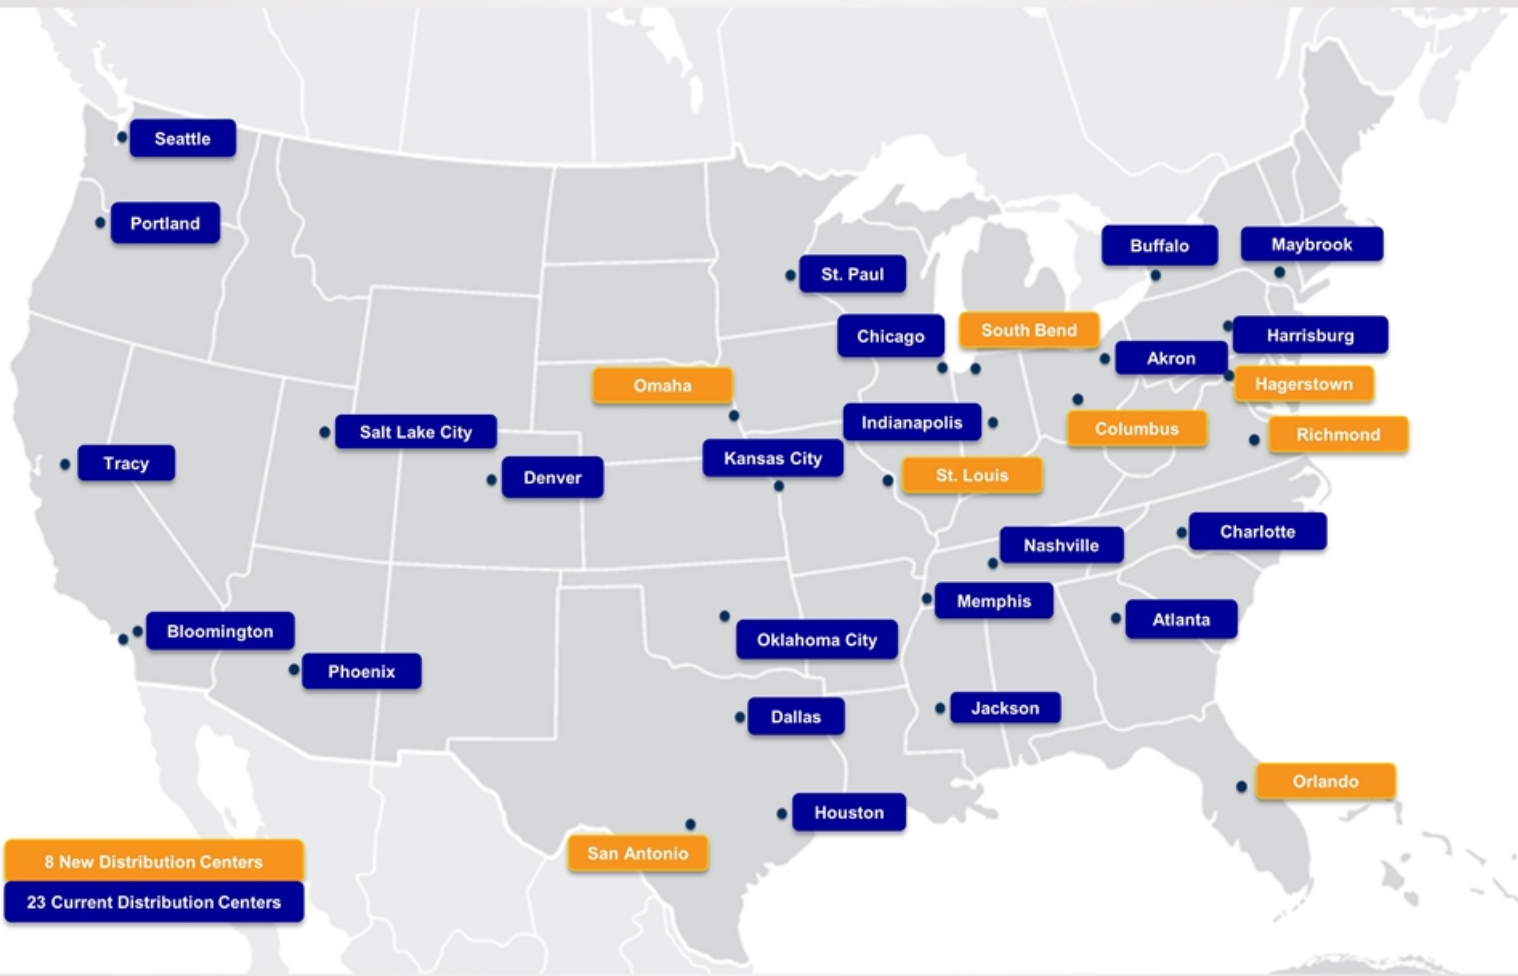 Seattle
Portland
Buffalo
Maybrook
St. Paul
Chicago
South Bend
Harrisburg
Akron
Omaha
Hagerstown
Salt Lake City
Indianapolis
Columbus
Richmond
Tracy
Kansas City
Denver
St. Louis
Charlotte
Nashville
Memphis
Atlanta
Bloomington
Oklahoma City
Phoenix
Dallas
Jackson
Orlando
Houston
San Antonio
8 New Distribution Centers
23 Current Distribution Centers